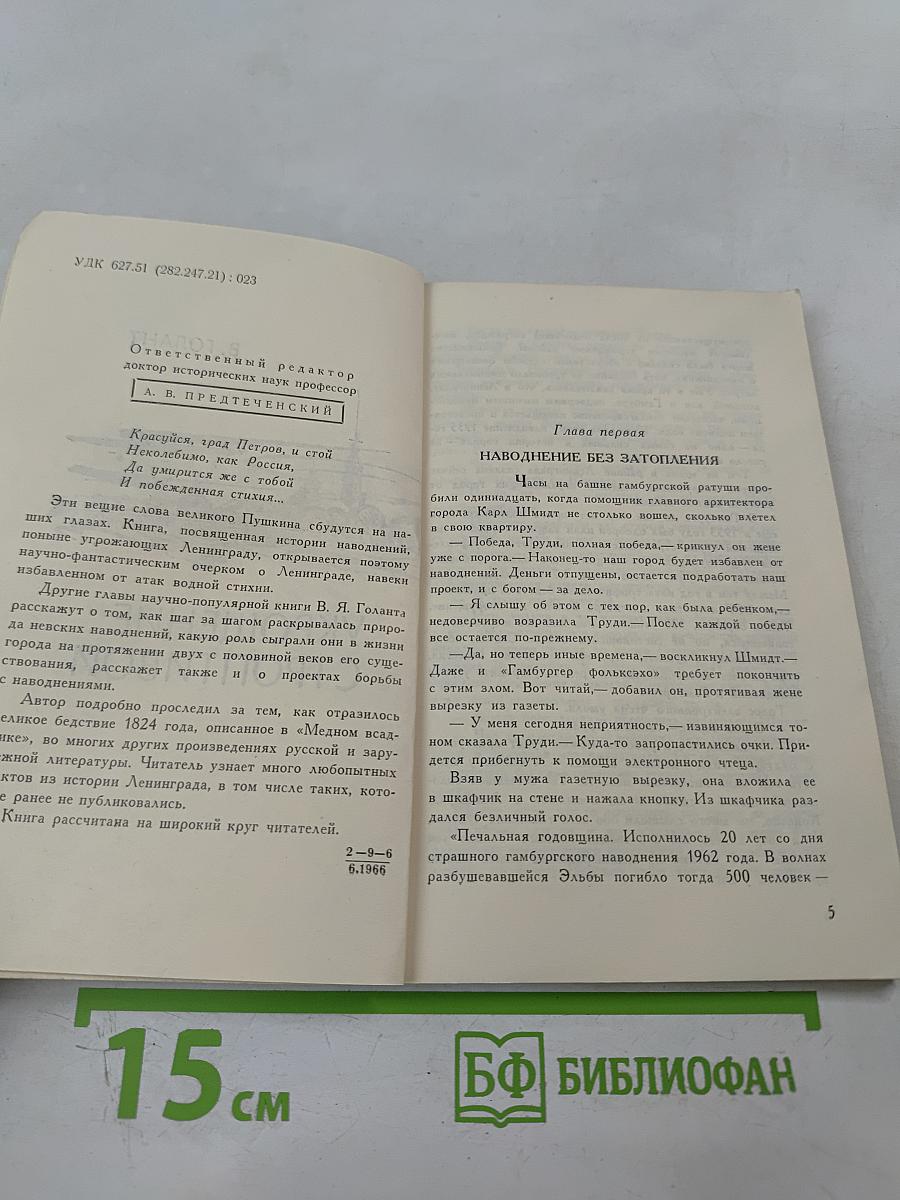 УДК 627.51 (282.247.21) : 023
Ответственный редактор
доктор исторических наук профессор
А. В. ПРЕДТЕЧЕНСКИЙ
Красуйся, град Петров, и стой
Неколебимо, как Россия,
Да умирится же с тобой
И побежденная стихия...
Эти вещие слова великого Пушкина сбудутся на на-
ших глазах. Книга, посвященная истории наводнений,
поныне угрожающих Ленинграду, открывается поэтому
научно-фантастическим очерком о Ленинграде, навеки
избавленном от атак водной стихии.
Другие главы научно-популярной книги В. Я. Голанта
расскажут о том, как шаг за шагом раскрывалась приро-
да невских наводнений, какую роль сыграли они в жизни
города на протяжении двух с половиной веков его суще-
ствования, расскажет также и о проектах борьбы
с наводнениями.
Автор подробно проследил за тем, как отразилось
великое бедствие 1824 года, описанное в «Медном всад-
ике», во многих других произведениях русской и зару-
ежной литературы. Читатель узнает много любопытных
ктов из истории Ленинграда, в том числе таких, кото-
е ранее не публиковались.
Книга рассчитана на широкий круг читателей.
2—9—6
6.1966
Глава первая
НАВОДНЕНИЕ БЕЗ ЗАТОПЛЕНИЯ
Часы на башне гамбургской ратуши про-
били одиннадцать, когда помощник главного архитектора
города Карл Шмидт не столько вошел, сколько влетел
в свою квартиру.
— Победа, Труди, полная победа,— крикнул он жене
уже с порога.— Наконец-то наш город будет избавлен от
наводнений. Деньги отпущены, остается подработать наш
проект, и с богом — за дело.
— Я слышу об этом с тех пор, как была ребенком,—
недоверчиво возразила Труди.— После каждой победы
все остается по-прежнему.
—Да, но теперь иные времена,— воскликнул Шмидт.—
Даже и «Гамбургер фольксэхо» требует покончить
с этим злом. Вот читай,— добавил он, протягивая жене
вырезку из газеты.
— У меня сегодня неприятность,— извиняющимся то-
ном сказала Труди.— Куда-то запропастились очки. При-
дется прибегнуть к помощи электронного чтеца.
Взяв у мужа газетную вырезку, она вложила ее
в шкафчик на стене и нажала кнопку. Из шкафчика раз-
дался безличный голос.
«Печальная годовщина. Исполнилось 20 лет со дня
страшного гамбургского наводнения 1962 года. В волнах
разбушевавшейся Эльбы погибло тогда 500 человек —
5
15 см
БФ БИБЛИОФАН